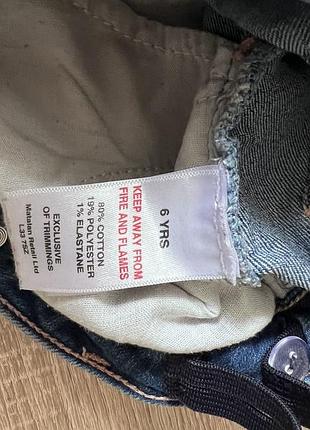 6 YRS
KEEP AWAY FROM
FIRE AND FLAMES
80% COTTON
19% POLYESTER
1% ELASTANE
EXCLUSIVE
OF TRIMMINGS
Matalan Retail Ltd
L33 7SZ